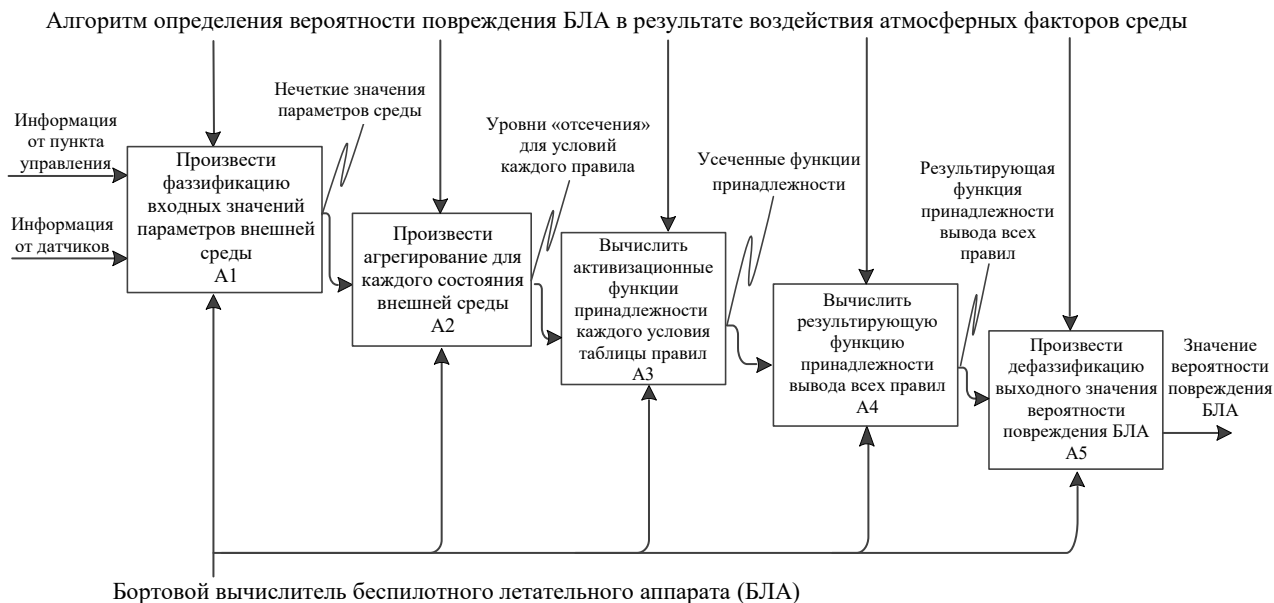 Алгоритм определения вероятности повреждения БЛА в результате воздействия атмосферных факторов среды
Информация
от пункта
управления
Информация
от датчиков
Произвести
фаззификацию
входных значений
параметров внешней
среды
А1
Нечеткие значения
параметров среды
Произвести
агрегирование для
каждого состояния
внешней среды
А2
Уровни «отсечения»
для условий
каждого правила
Вычислить
активизационные
функции
принадлежности
каждого условия
таблицы правил
А3
Усеченные функции
принадлежности
Вычислить
результирующую
функцию
принадлежности
вывода всех правил
А4
Результирующая
функция
принадлежности
вывода всех
правил
Произвести
дефаззификацию
выходного значения
вероятности
повреждения БЛА
А5
Значение
вероятности
повреждения
БЛА
Бортовой вычислитель беспилотного летательного аппарата (БЛА)